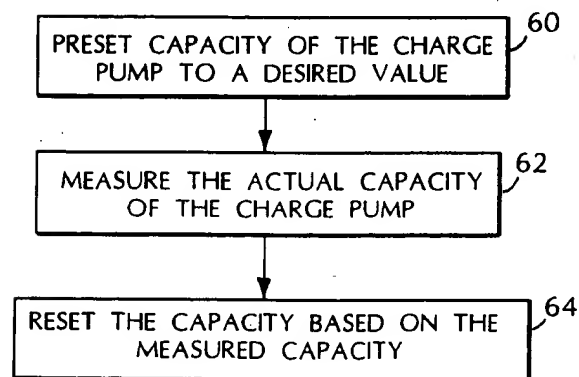 PRESET CAPACITY OF THE CHARGE
PUMP TO A DESIRED VALUE
60
MEASURE THE ACTUAL CAPACITY
OF THE CHARGE PUMP
62
RESET THE CAPACITY BASED ON THE
MEASURED CAPACITY
64